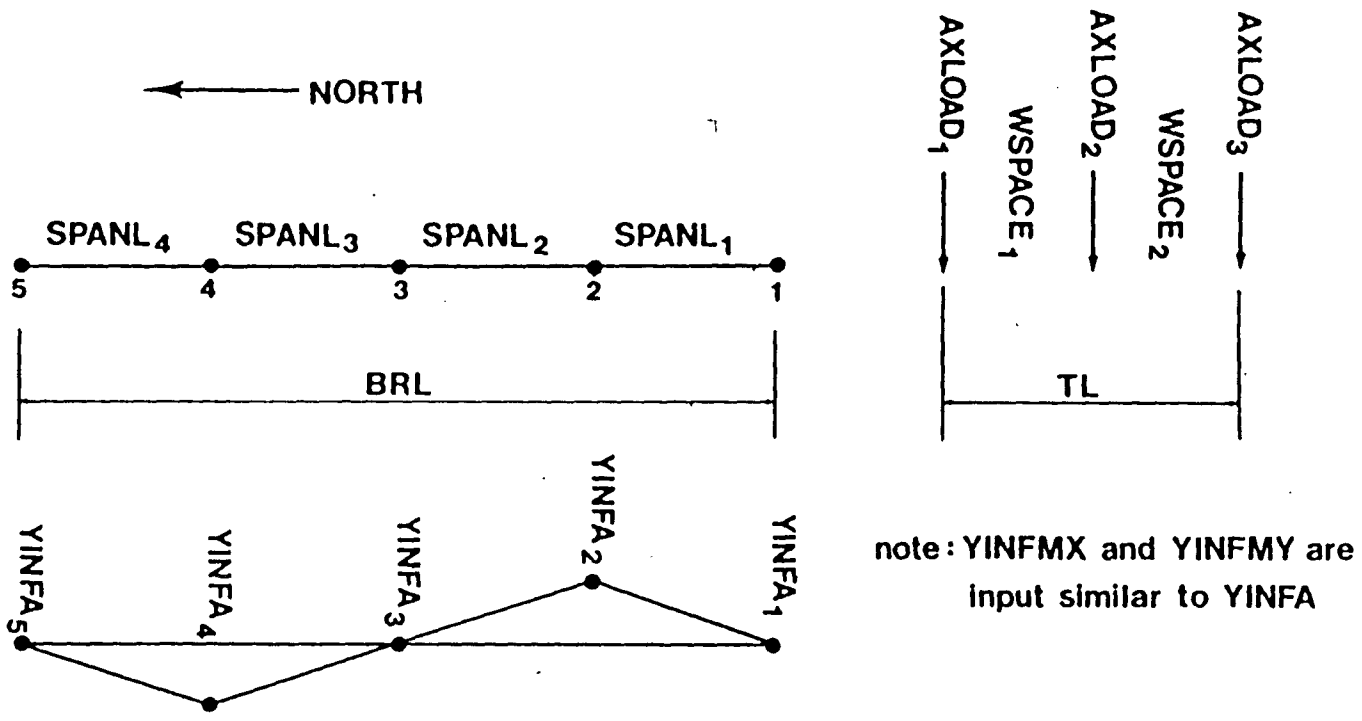 NORTH
SPANL4 SPANL3 SPANL2 SPANL1
5 4 3 2 1
BRL
YINFA5 YINFA4 YINFA3 YINFA2 YINFA1
AXLOAD1 WSPACE1 AXLOAD2 WSPACE2 AXLOAD3
TL
note: YINFMX and YINFMY are
input similar to YINFA